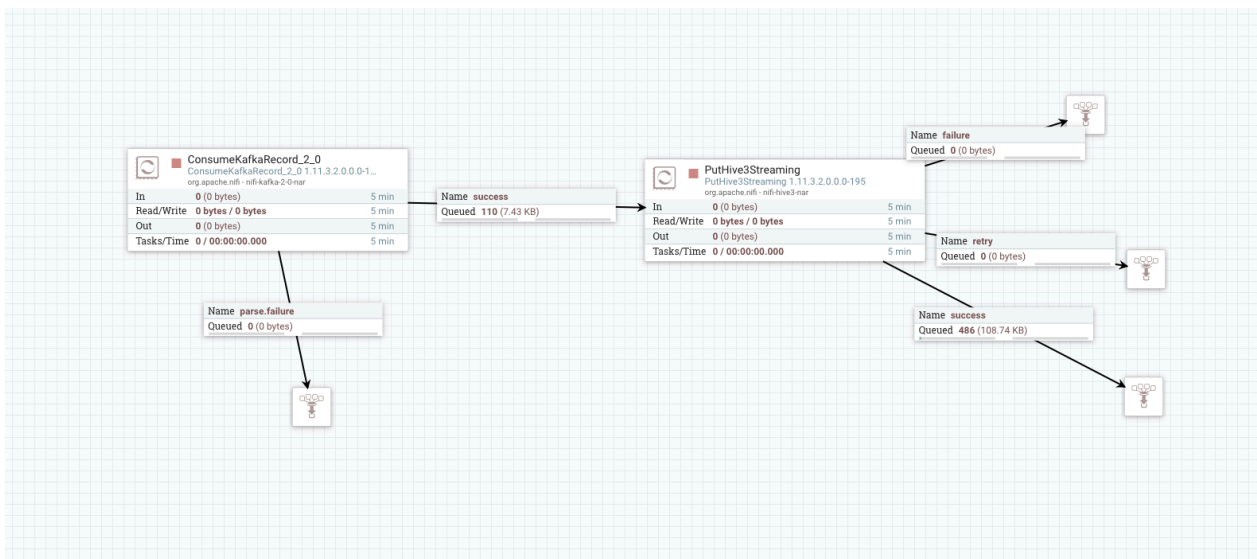 ConsumeKafkaRecord_2_0
ConsumeKafkaRecord_2_0 1.11.3.2.0.0.0-1...
org.apache.nifi - nifi-kafka-2-0-nar
In 0 (0 bytes) 5 min
Read/Write 0 bytes / 0 bytes 5 min
Out 0 (0 bytes) 5 min
Tasks/Time 0 / 00:00:00.000 5 min
Name success
Queued 110 (7.43 KB)
Name parse.failure
Queued 0 (0 bytes)
PutHive3Streaming
PutHive3Streaming 1.11.3.2.0.0.0-195
org.apache.nifi - nifi-hive3-nar
In 0 (0 bytes) 5 min
Read/Write 0 bytes / 0 bytes 5 min
Out 0 (0 bytes) 5 min
Tasks/Time 0 / 00:00:00.000 5 min
Name failure
Queued 0 (0 bytes)
Name retry
Queued 0 (0 bytes)
Name success
Queued 486 (108.74 KB)